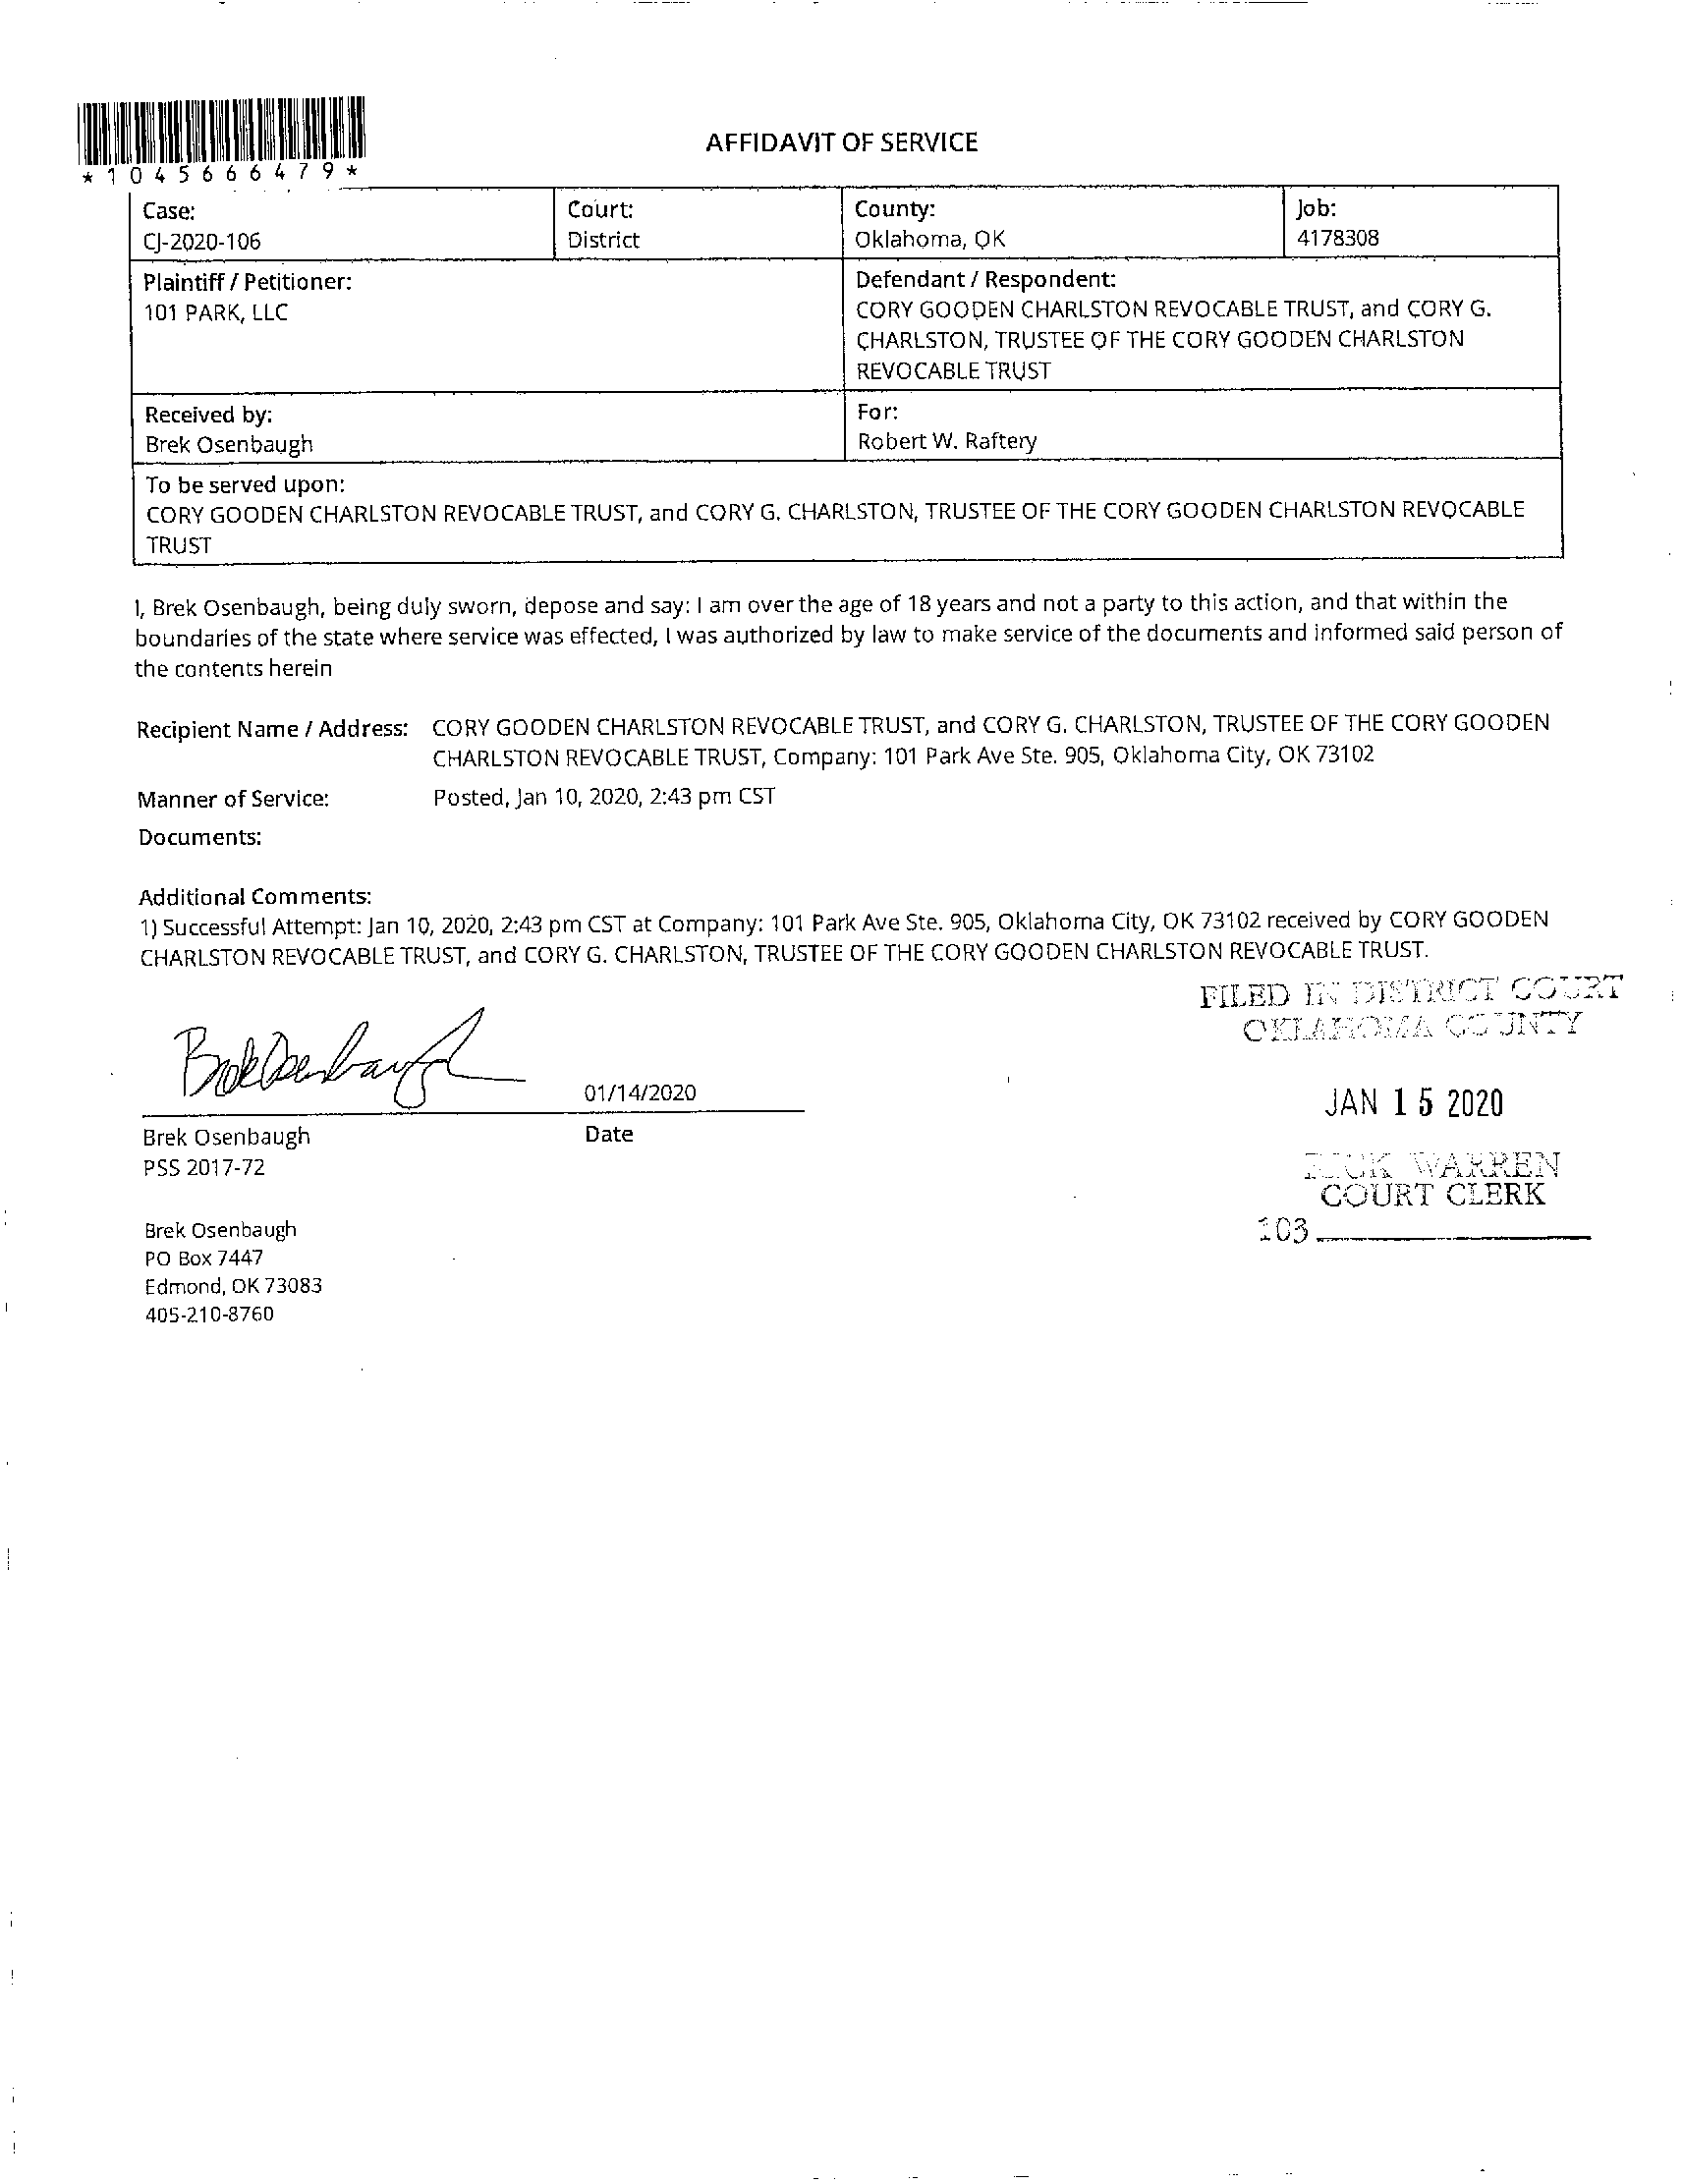 *1045666479*
AFFIDAVIT OF SERVICE
Case:
CJ-2020-106
Court:
District
County:
Oklahoma, OK
Job:
4178308
Plaintiff / Petitioner:
101 PARK, LLC
Defendant / Respondent:
CORY GOODEN CHARLSTON REVOCABLE TRUST, and CORY G.
CHARLSTON, TRUSTEE OF THE CORY GOODEN CHARLSTON
REVOCABLE TRUST
Received by:
Brek Osenbaugh
For:
Robert W. Raftery
To be served upon:
CORY GOODEN CHARLSTON REVOCABLE TRUST, and CORY G. CHARLSTON, TRUSTEE OF THE CORY GOODEN CHARLSTON REVOCABLE
TRUST
I, Brek Osenbaugh, being duly sworn, depose and say: I am over the age of 18 years and not a party to this action, and that within the
boundaries of the state where service was effected, I was authorized by law to make service of the documents and informed said person of
the contents herein
Recipient Name / Address: CORY GOODEN CHARLSTON REVOCABLE TRUST, and CORY G. CHARLSTON, TRUSTEE OF THE CORY GOODEN
CHARLSTON REVOCABLE TRUST, Company: 101 Park Ave Ste. 905, Oklahoma City, OK 73102
Manner of Service: Posted, Jan 10, 2020, 2:43 pm CST
Documents:
Additional Comments:
1) Successful Attempt: Jan 10, 2020, 2:43 pm CST at Company: 101 Park Ave Ste. 905, Oklahoma City, OK 73102 received by CORY GOODEN
CHARLSTON REVOCABLE TRUST, and CORY G. CHARLSTON, TRUSTEE OF THE CORY GOODEN CHARLSTON REVOCABLE TRUST.
FILED IN DISTRICT COURT
OKLAHOMA COUNTY
JAN 15 2020
RICK WARREN
COURT CLERK
103
Brek Osenbaugh
01/14/2020
Brek Osenbaugh
Date
PSS 2017-72
Brek Osenbaugh
PO Box 7447
Edmond, OK 73083
405-210-8760